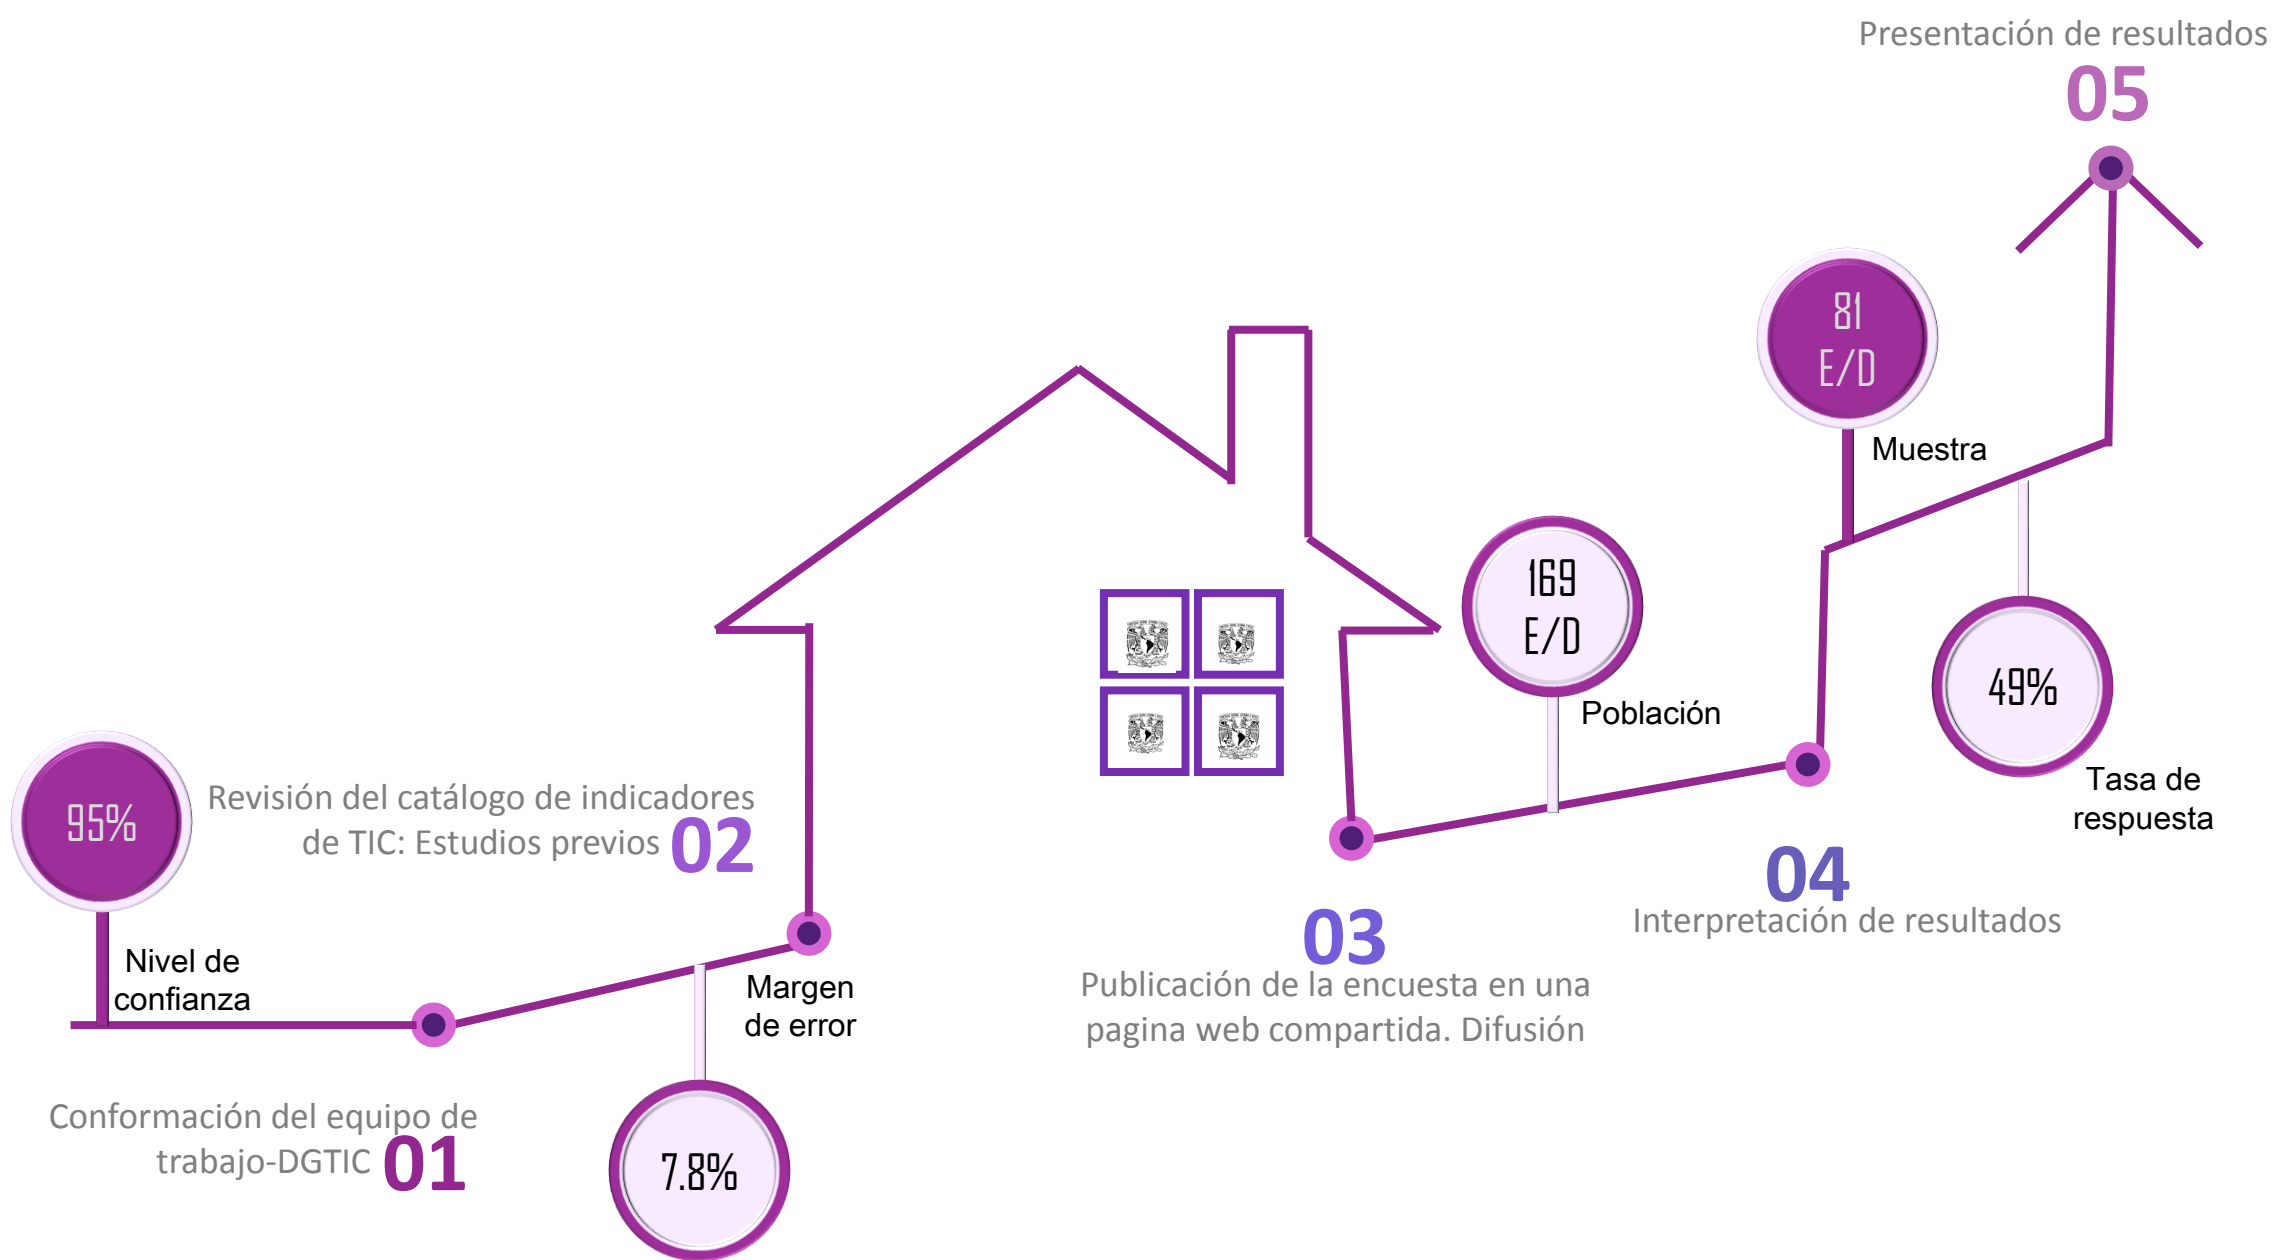 Presentación de resultados
05
81
E/D
Muestra
169
E/D
Población
49%
Tasa de
respuesta
95%
Nivel de
confianza
Revisión del catálogo de indicadores
de TIC: Estudios previos 02
Margen
de error
7.8%
Conformación del equipo de
trabajo-DGTIC 01
03
Publicación de la encuesta en una
pagina web compartida. Difusión
04
Interpretación de resultados